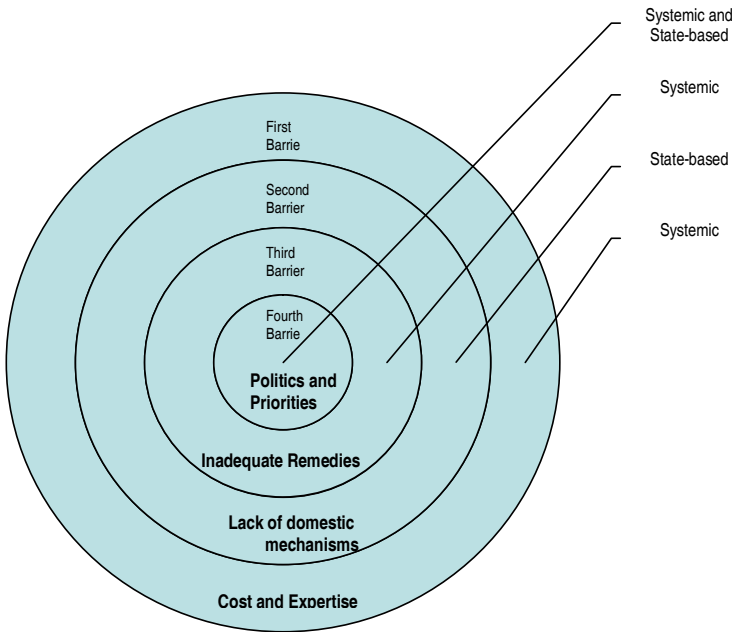 Systemic and
State-based
Systemic
State-based
Systemic
First
Barrie
Second
Barrier
Third
Barrier
Fourth
Barrie
Politics and
Priorities
Inadequate Remedies
Lack of domestic
mechanisms
Cost and Expertise